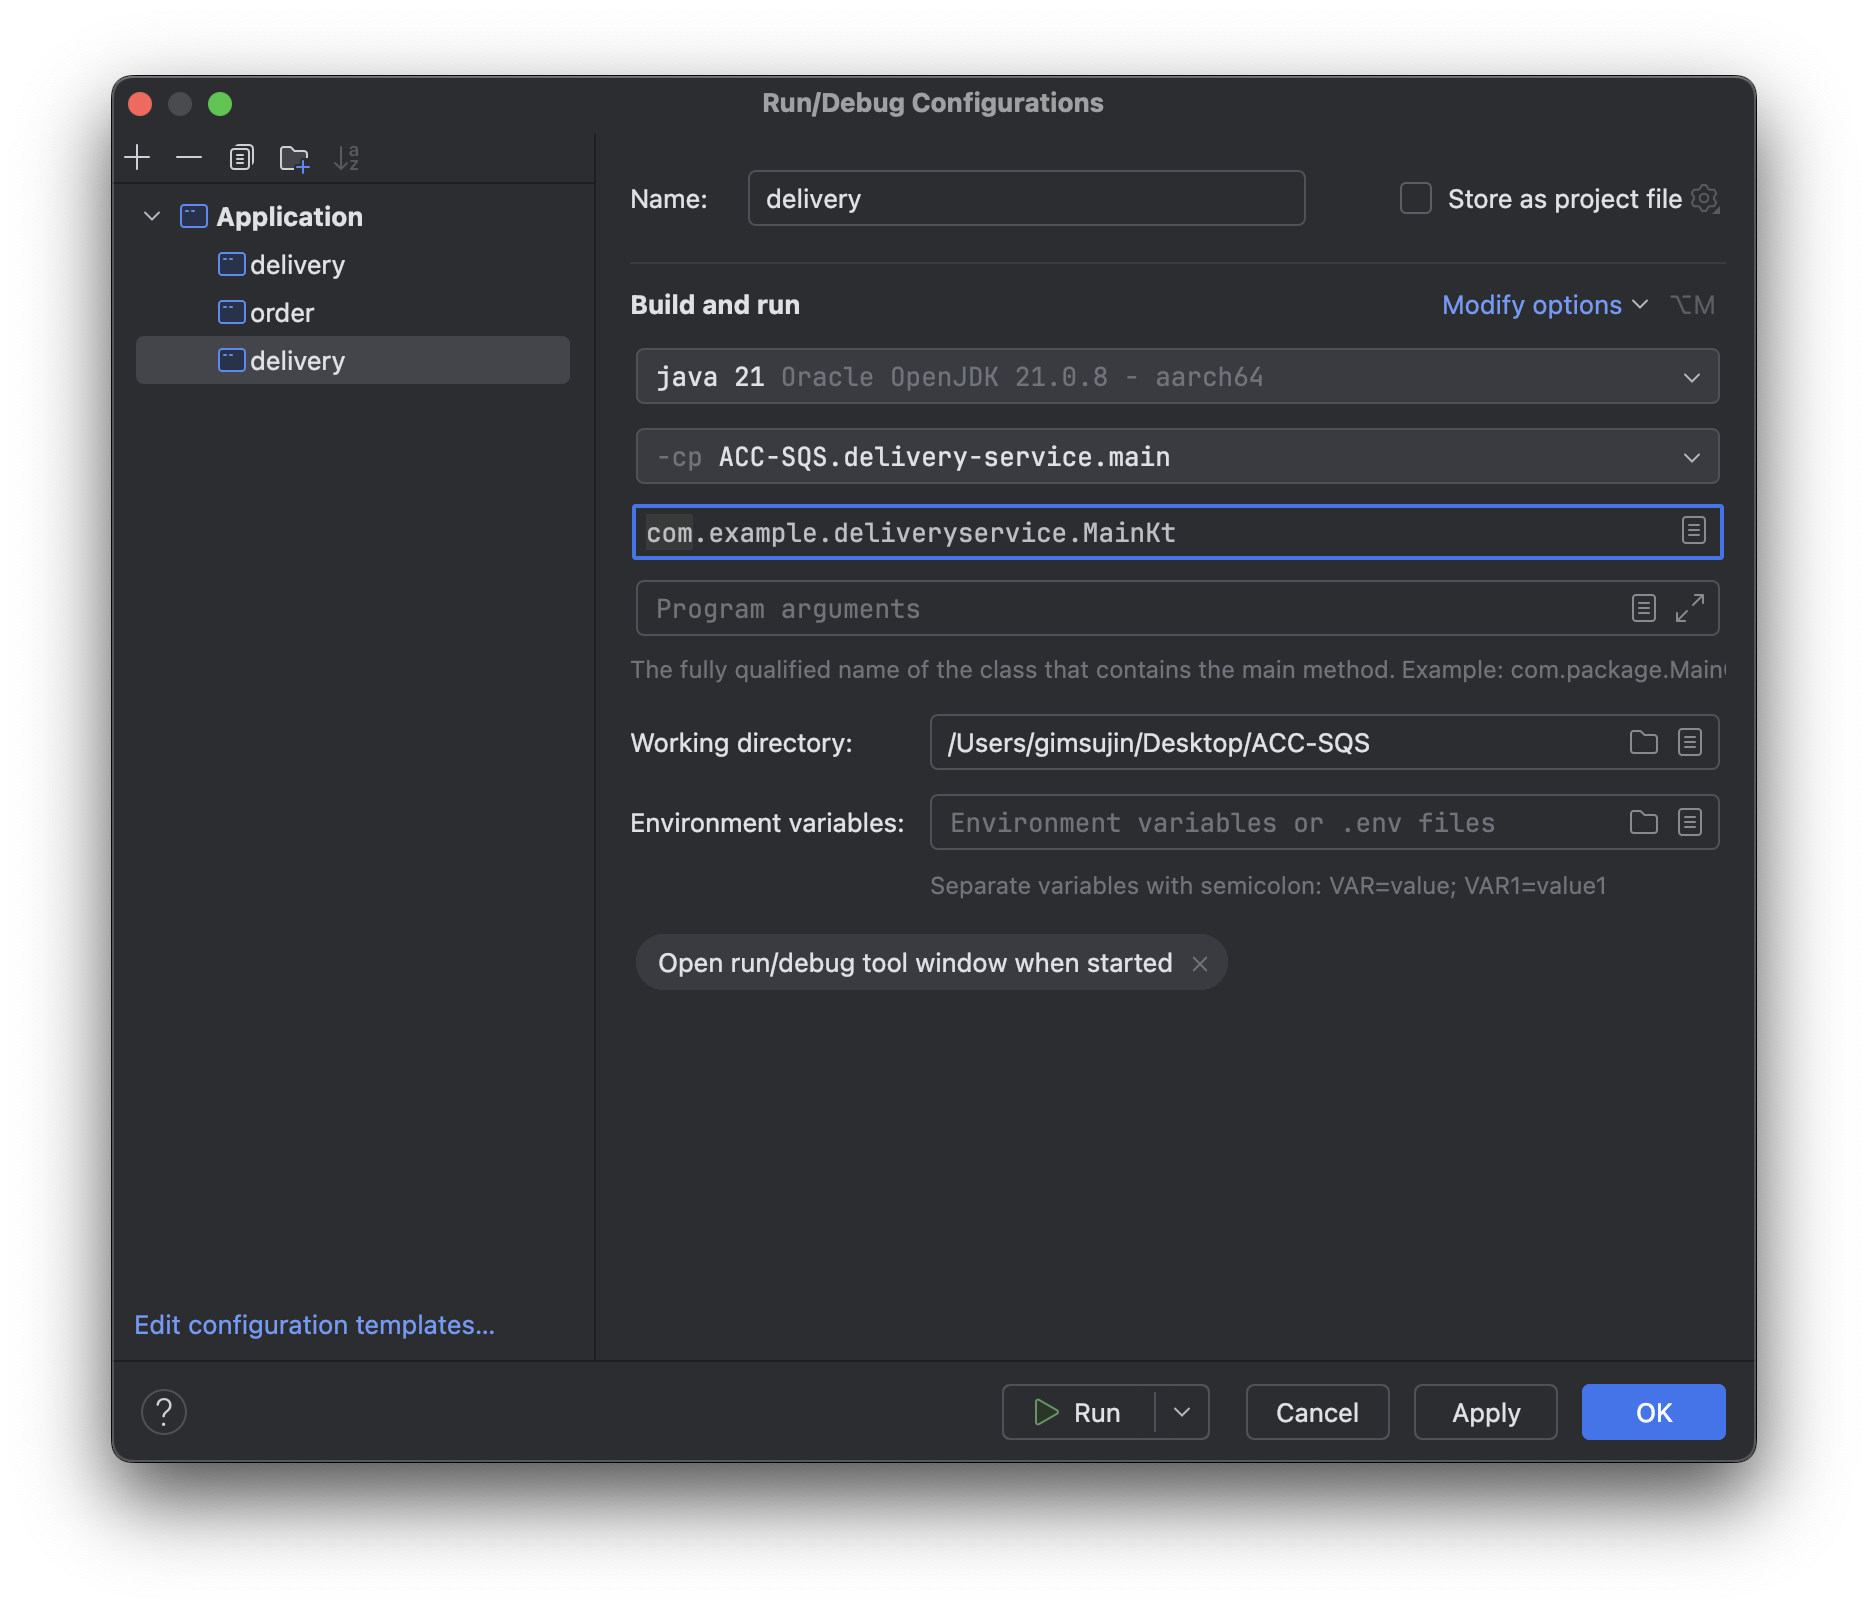 Run/Debug Configurations
Application
delivery
order
delivery
Edit configuration templates...
Name:
delivery
Store as project file
Build and run
Modify options
⌥M
java 21 Oracle OpenJDK 21.0.8 - aarch64
-cp ACC-SQS.delivery-service.main
com.example.deliveryservice.MainKt
Program arguments
The fully qualified name of the class that contains the main method. Example: com.package.Main
Working directory:
/Users/gimsujin/Desktop/ACC-SQS
Environment variables:
Environment variables or .env files
Separate variables with semicolon: VAR=value; VAR1=value1
Open run/debug tool window when started
?
Run
Cancel
Apply
OK